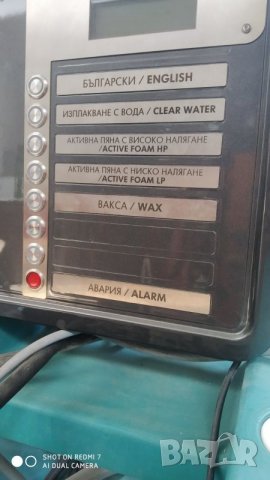 БЪЛГАРСКИ / ENGLISH
ИЗПЛАКВАНЕ С ВОДА / CLEAR WATER
АКТИВНА ПЯНА С ВИСОКО НАЛЯГАНЕ
/ACTIVE FOAM HP
АКТИВНА ПЯНА С НИСКО НАЛЯГАНЕ
/ACTIVE FOAM LP
ВАКСА / WAX
АВАРИЯ / ALARM
SHOT ON REDMI 7
AI DUAL CAMERA
BAZAR